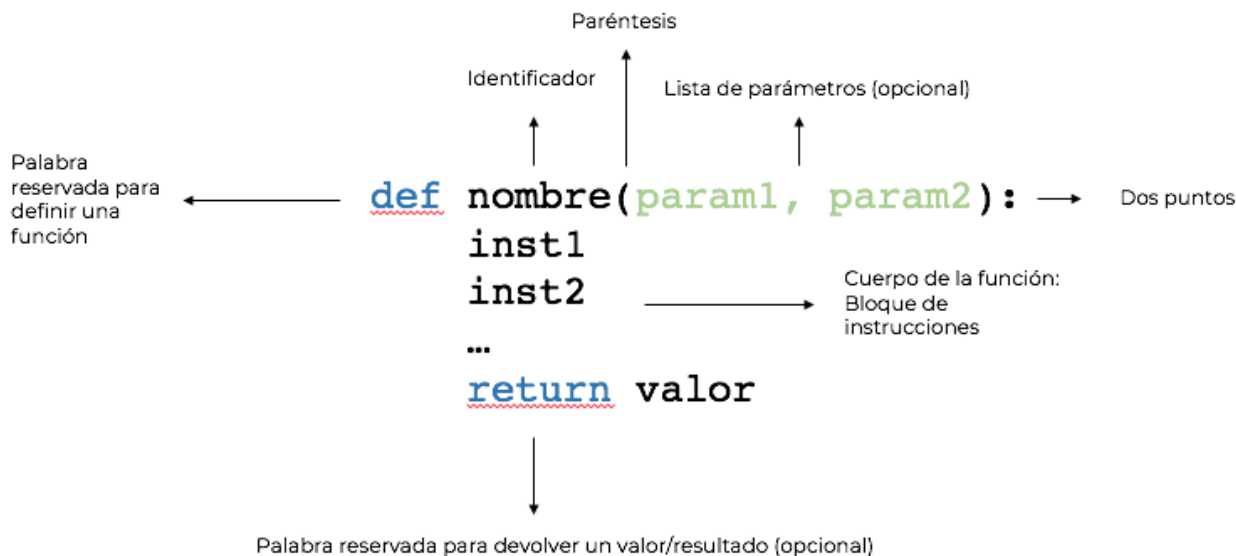 Paréntesis
Identificador
Lista de parámetros (opcional)
Palabra
reservada para
definir una
función
def nombre(param1, param2):
Dos puntos
inst1
inst2
Cuerpo de la función:
Bloque de
instrucciones
…
return valor
Palabra reservada para devolver un valor/resultado (opcional)